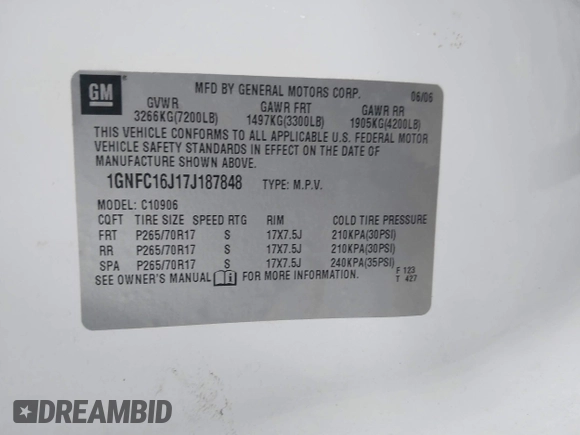 GM
MFD BY GENERAL MOTORS CORP. 06/06
GVWR GAWR FRT GAWR RR
3266KG(7200LB) 1497KG(3300LB) 1905KG(4200LB)
THIS VEHICLE CONFORMS TO ALL APPLICABLE U.S. FEDERAL MOTOR
VEHICLE SAFETY STANDARDS IN EFFECT ON THE DATE OF
MANUFACTURE SHOWN ABOVE.
1GNFC16J17J187848 TYPE: M.P.V.
MODEL: C10906
CQFT TIRE SIZE SPEED RTG RIM COLD TIRE PRESSURE
FRT P265/70R17 S 17X7.5J 210KPA(30PSI)
RR P265/70R17 S 17X7.5J 210KPA(30PSI)
SPA P265/70R17 S 17X7.5J 240KPA(35PSI)
SEE OWNER'S MANUAL i FOR MORE INFORMATION.
F 123
T 427
DREAMBID